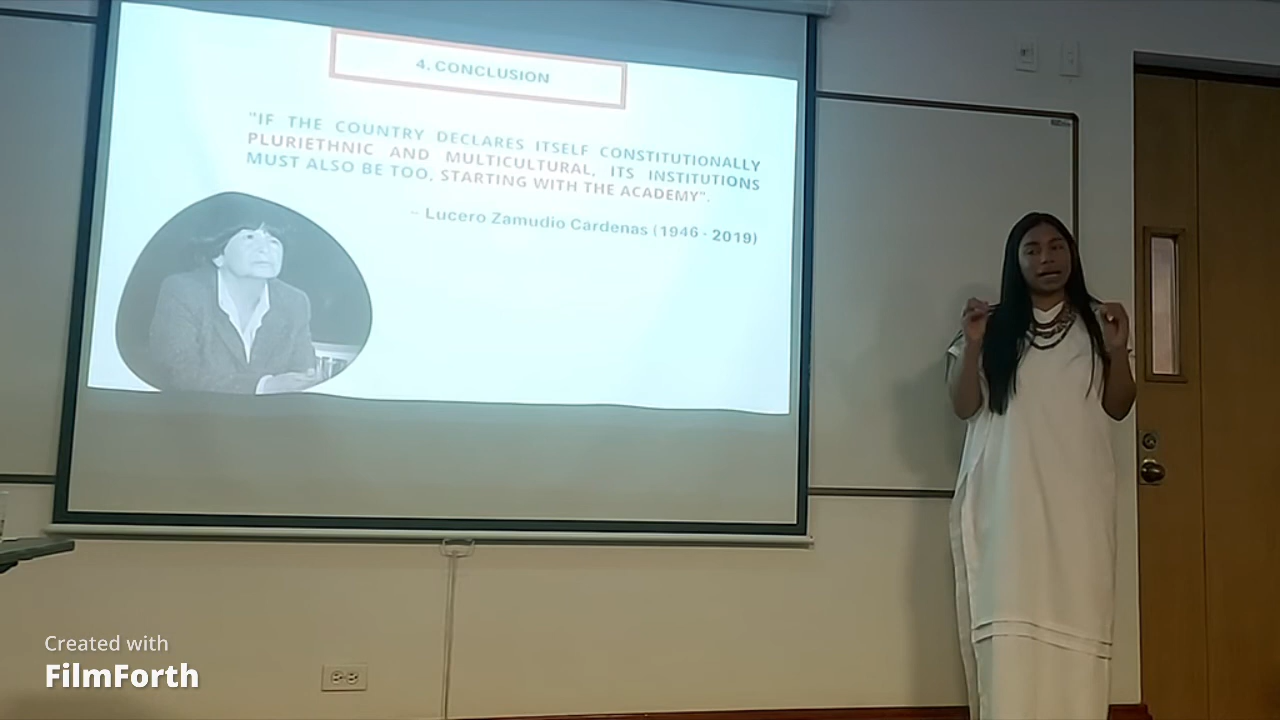 4. CONCLUSION
"IF THE COUNTRY DECLARES ITSELF CONSTITUTIONALLY
PLURIETHNIC AND MULTICULTURAL, ITS INSTITUTIONS
MUST ALSO BE TOO, STARTING WITH THE ACADEMY".
- Lucero Zamudio Cardenas (1946 - 2019)
Created with
FilmForth